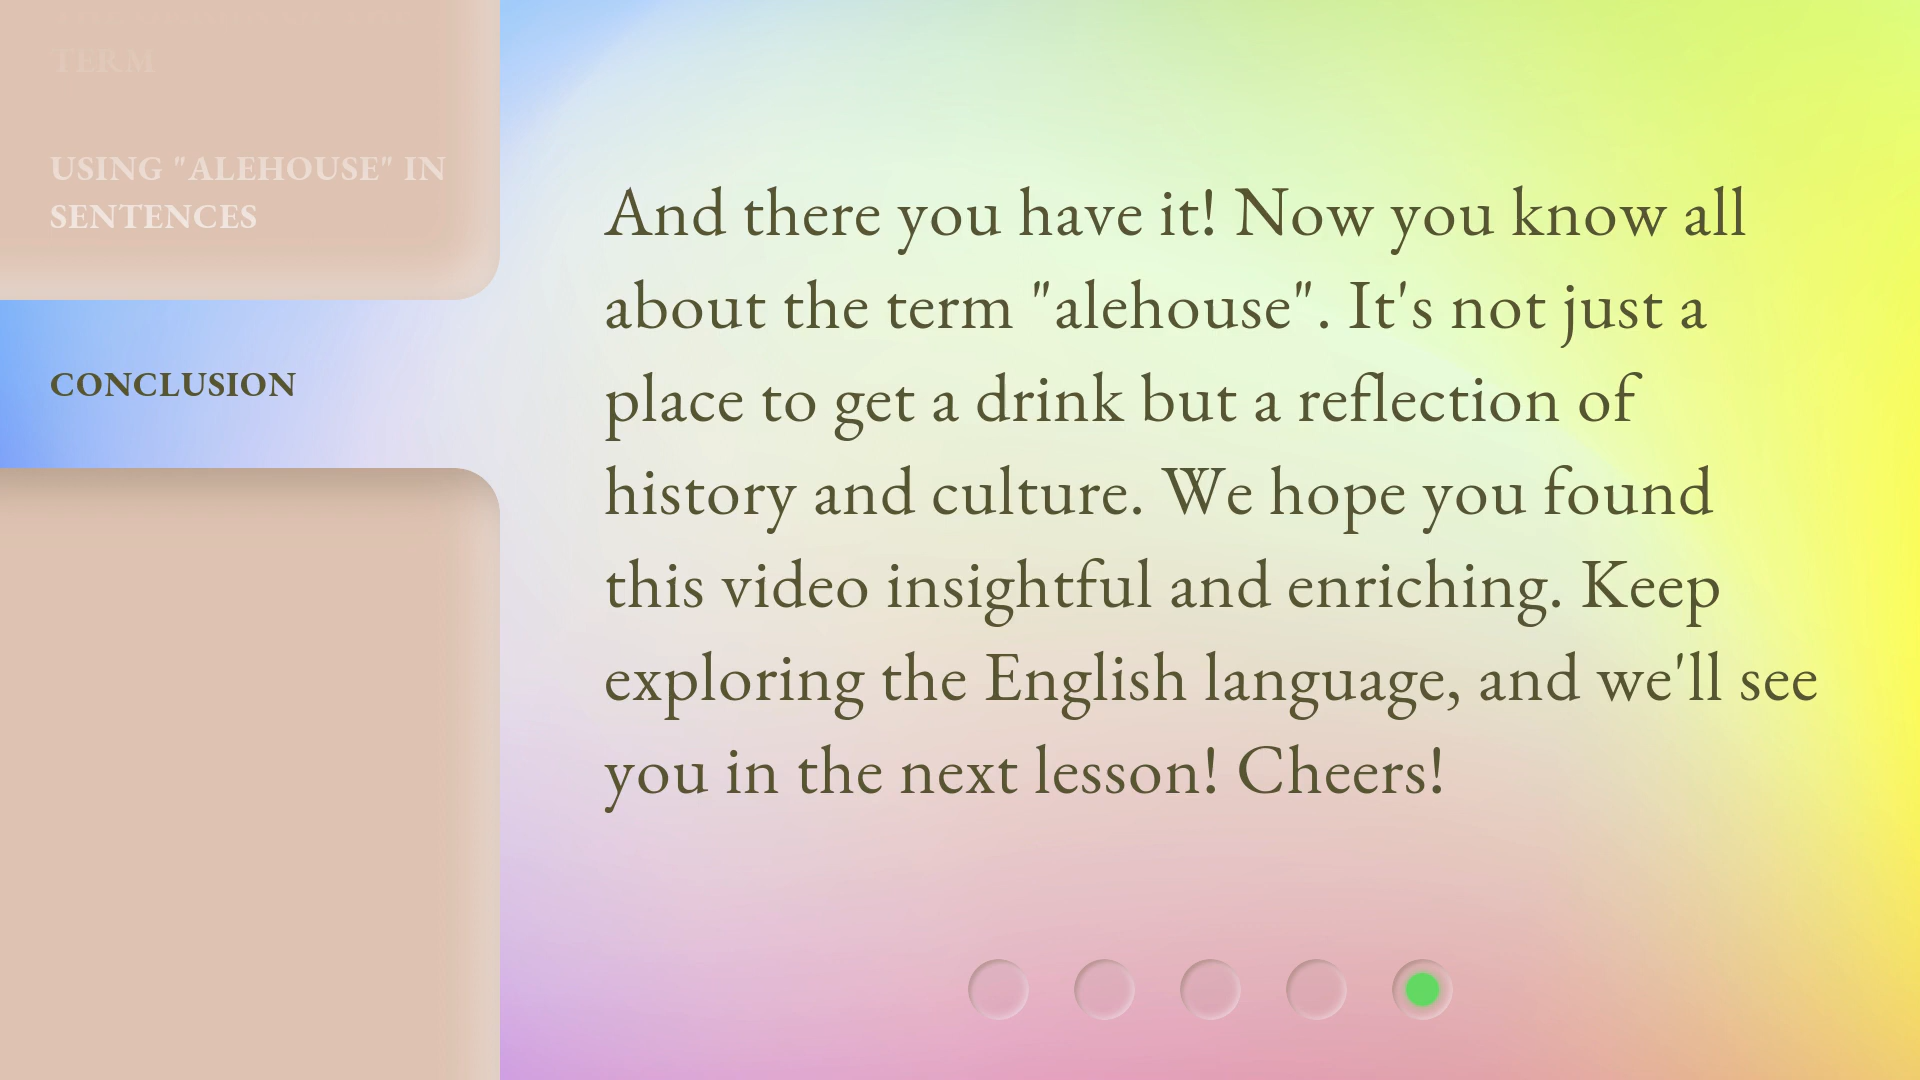 TERM
USING "ALEHOUSE" IN
SENTENCES
CONCLUSION
And there you have it! Now you know all
about the term "alehouse". It's not just a
place to get a drink but a reflection of
history and culture. We hope you found
this video insightful and enriching. Keep
exploring the English language, and we'll see
you in the next lesson! Cheers!